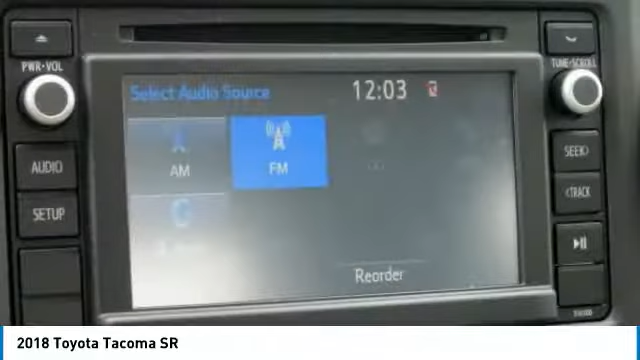 PWR•VOL
TUNE•SCROLL
Select Audio Source
12:03
AUDIO
SETUP
AM
FM
SEEK>
<TRACK
Reorder
2018 Toyota Tacoma SR